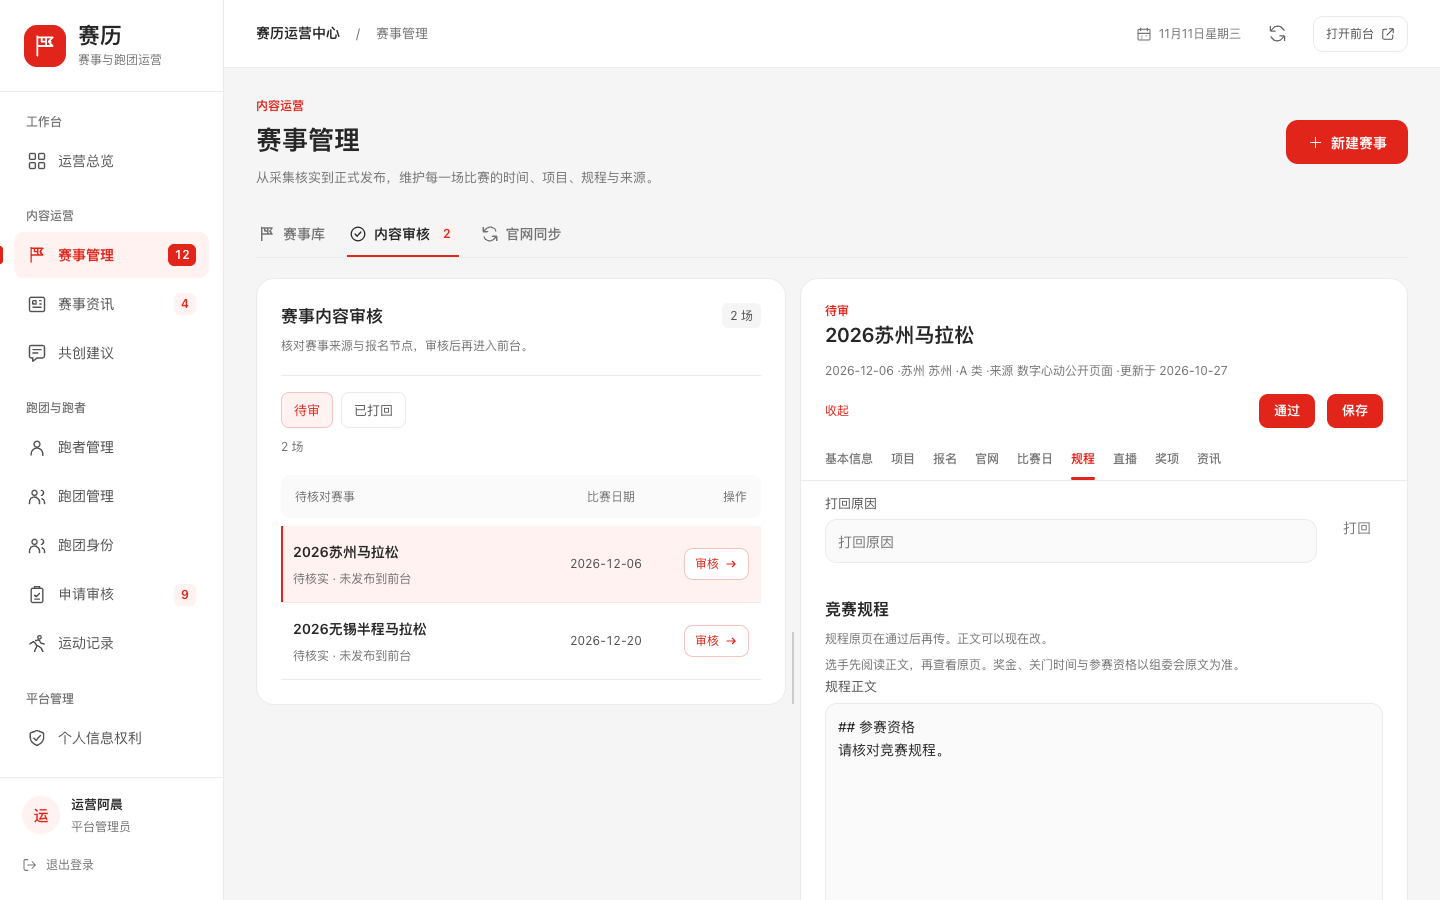 赛历
赛事与跑团运营
工作台
运营总览
内容运营
赛事管理 12
赛事资讯 4
共创建议
跑团与跑者
跑者管理
跑团管理
跑团身份
申请审核 9
运动记录
平台管理
个人信息权利
运
运营阿晨
平台管理员
退出登录
赛历运营中心 / 赛事管理
11月11日星期三
打开前台
内容运营
赛事管理
从采集核实到正式发布，维护每一场比赛的时间、项目、规程与来源。
新建赛事
赛事库 内容审核 2 官网同步
赛事内容审核
2 场
核对赛事来源与报名节点，审核后再进入前台。
待审 已打回
2 场
待核对赛事 比赛日期 操作
2026苏州马拉松
待核实 · 未发布到前台
2026-12-06
审核
2026无锡半程马拉松
待核实 · 未发布到前台
2026-12-20
审核
待审
2026苏州马拉松
2026-12-06 ·苏州 苏州 ·A 类 ·来源 数字心动公开页面 ·更新于 2026-10-27
收起
通过 保存
基本信息 项目 报名 官网 比赛日 规程 直播 奖项 资讯
打回原因
打回原因
打回
竞赛规程
规程原页在通过后再传。正文可以现在改。
选手先阅读正文，再查看原页。奖金、关门时间与参赛资格以组委会原文为准。
规程正文
## 参赛资格
请核对竞赛规程。